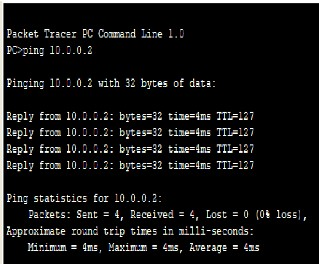 Packet Tracer PC Command Line 1.0
PC>ping 10.0.0.2
Pinging 10.0.0.2 with 32 bytes of data:
Reply from 10.0.0.2: bytes=32 time=4ms TTL=127
Reply from 10.0.0.2: bytes=32 time=4ms TTL=127
Reply from 10.0.0.2: bytes=32 time=4ms TTL=127
Reply from 10.0.0.2: bytes=32 time=4ms TTL=127
Ping statistics for 10.0.0.2:
Packets: Sent = 4, Received = 4, Lost = 0 (0% loss),
Approximate round trip times in milli-seconds:
Minimum = 4ms, Maximum = 4ms, Average = 4ms